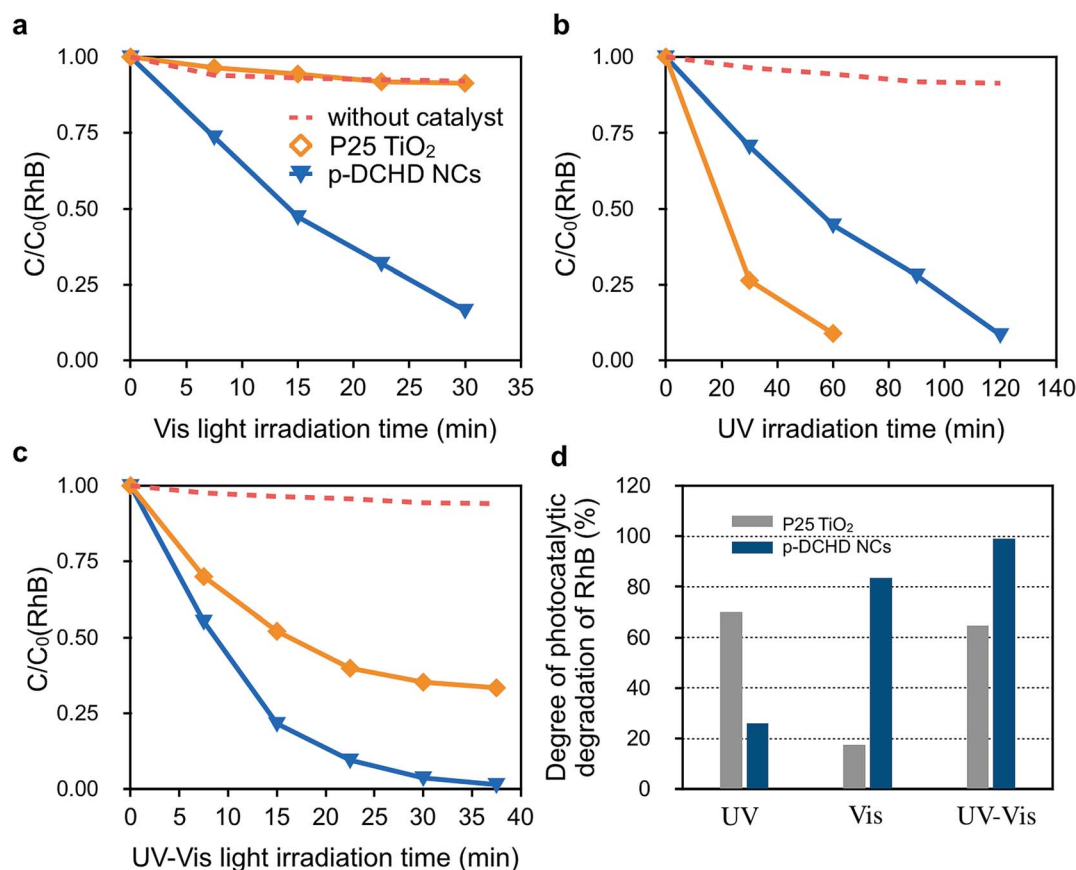 a
1.00
0.75
0.50
0.25
0.00
C/C₀(RhB)
without catalyst
P25 TiO₂
p-DCHD NCs
0 5 10 15 20 25 30 35
Vis light irradiation time (min)
b
1.00
0.75
0.50
0.25
0.00
C/C₀(RhB)
0 20 40 60 80 100 120 140
UV irradiation time (min)
c
1.00
0.75
0.50
0.25
0.00
C/C₀(RhB)
0 5 10 15 20 25 30 35 40
UV-Vis light irradiation time (min)
d
120
100
80
60
40
20
0
Degree of photocatalytic
degradation of RhB (%)
P25 TiO₂
p-DCHD NCs
UV Vis UV-Vis